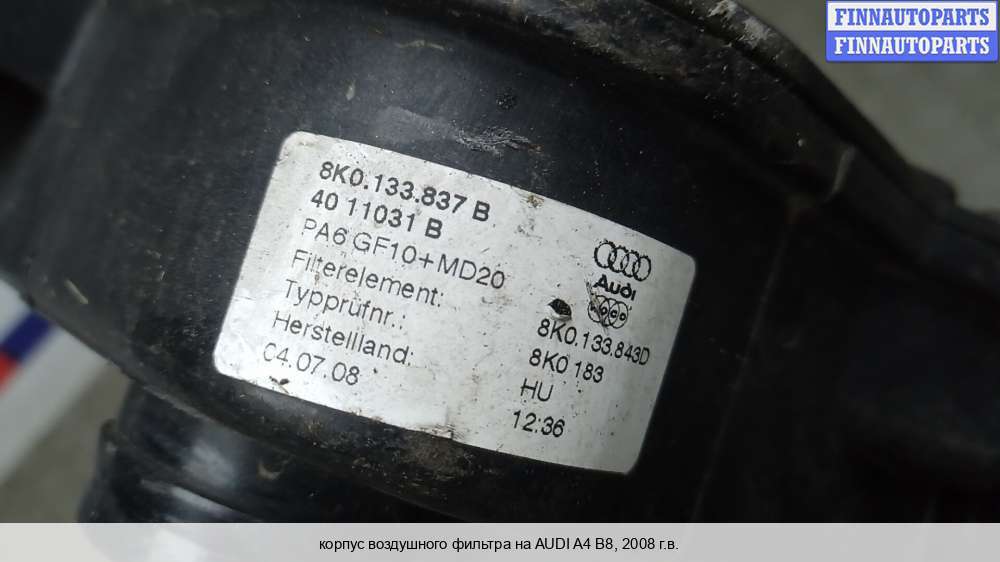 FINNAUTOPARTS
FINNAUTOPARTS
8K0.133.837 B
40 11031 B
PA6 GF10+MD20
Filterelement: 8K0.133.843D
Typprüfnr.: 8K0 183
Herstelland: HU
04.07.08 12:36
Audi
корпус воздушного фильтра на AUDI A4 B8, 2008 г.в.